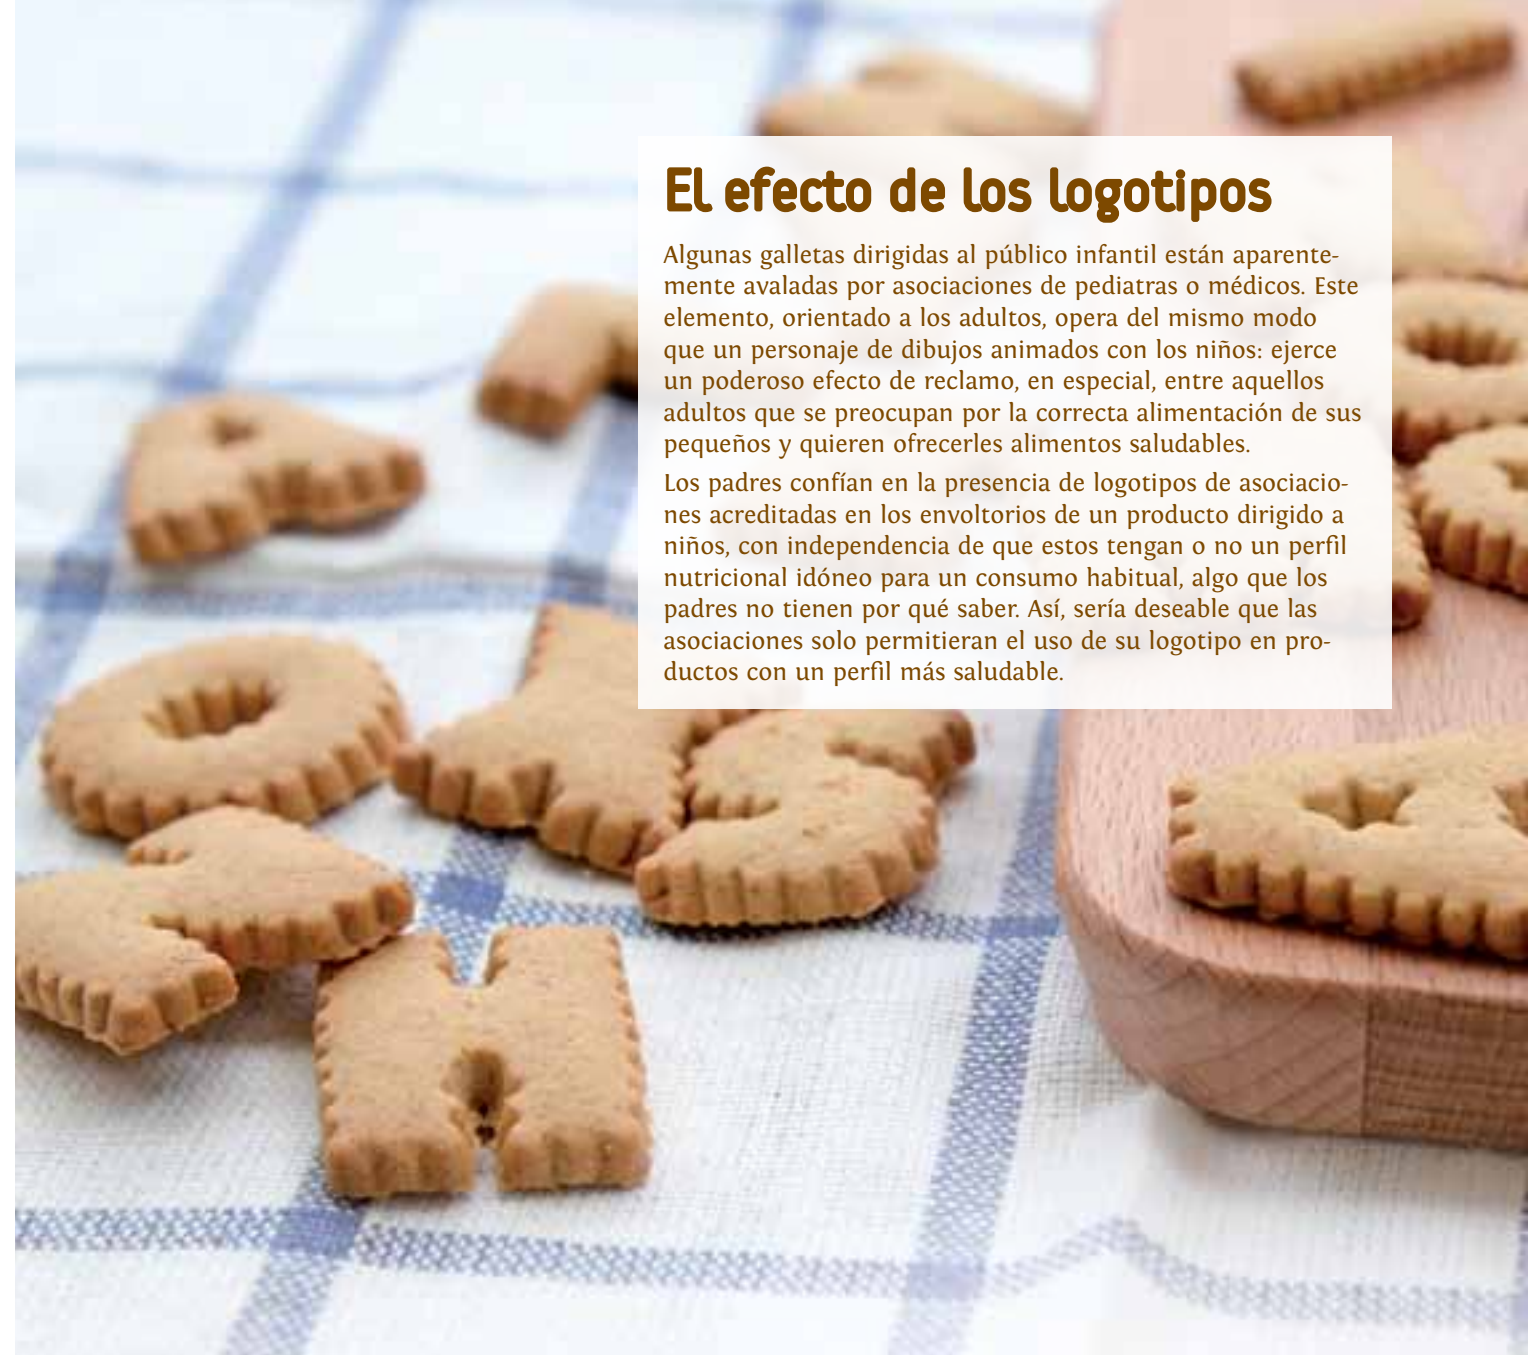 El efecto de los logotipos
Algunas galletas dirigidas al público infantil están aparente-
mente avaladas por asociaciones de pediatras o médicos. Este
elemento, orientado a los adultos, opera del mismo modo
que un personaje de dibujos animados con los niños: ejerce
un poderoso efecto de reclamo, en especial, entre aquellos
adultos que se preocupan por la correcta alimentación de sus
pequeños y quieren ofrecerles alimentos saludables.
Los padres confían en la presencia de logotipos de asociacio-
nes acreditadas en los envoltorios de un producto dirigido a
niños, con independencia de que estos tengan o no un perfil
nutricional idóneo para un consumo habitual, algo que los
padres no tienen por qué saber. Así, sería deseable que las
asociaciones solo permitieran el uso de su logotipo en pro-
ductos con un perfil más saludable.